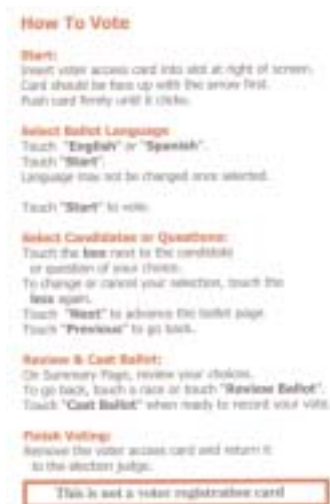 How To Vote
Start:
Insert voter access card into slot at right of screen.
Card should be face up with the arrow first.
Push card firmly until it clicks.
Select Ballot Language
Touch "English" or "Spanish".
Touch "Start".
Language may not be changed once selected.
Touch "Start" to vote.
Select Candidates or Questions:
Touch the box next to the candidate
or question of your choice.
To change or cancel your selection, touch the
box again.
Touch "Next" to advance the ballot page.
Touch "Previous" to go back.
Review & Cast Ballot:
On Summary Page, review your choices.
To go back, touch a race or touch "Review Ballot".
Touch "Cast Ballot" when ready to record your vote.
Finish Voting:
Remove the voter access card and return it
to the election judge.
This is not a voter registration card